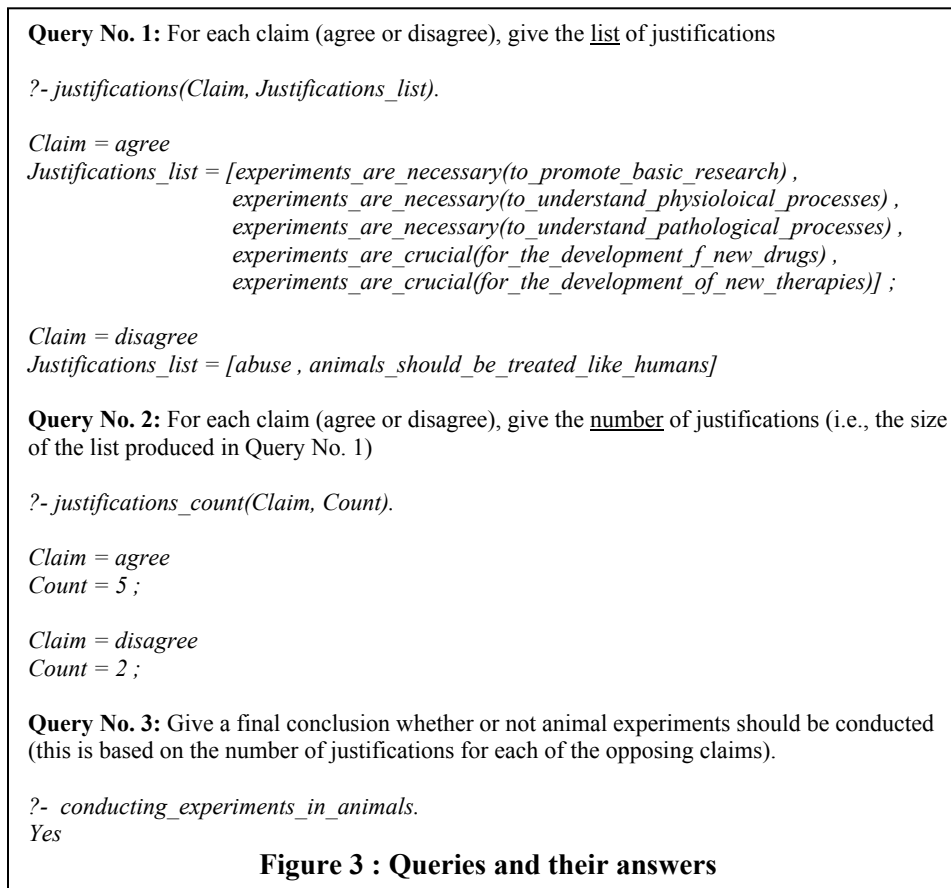 Query No. 1: For each claim (agree or disagree), give the list of justifications
?- justifications(Claim, Justifications_list).
Claim = agree
Justifications_list = [experiments_are_necessary(to_promote_basic_research) ,
experiments_are_necessary(to_understand_physioloical_processes) ,
experiments_are_necessary(to_understand_pathological_processes) ,
experiments_are_crucial(for_the_development_f_new_drugs) ,
experiments_are_crucial(for_the_development_of_new_therapies)] ;
Claim = disagree
Justifications_list = [abuse , animals_should_be_treated_like_humans]
Query No. 2: For each claim (agree or disagree), give the number of justifications (i.e., the size
of the list produced in Query No. 1)
?- justifications_count(Claim, Count).
Claim = agree
Count = 5 ;
Claim = disagree
Count = 2 ;
Query No. 3: Give a final conclusion whether or not animal experiments should be conducted
(this is based on the number of justifications for each of the opposing claims).
?- conducting_experiments_in_animals.
Yes
Figure 3 : Queries and their answers